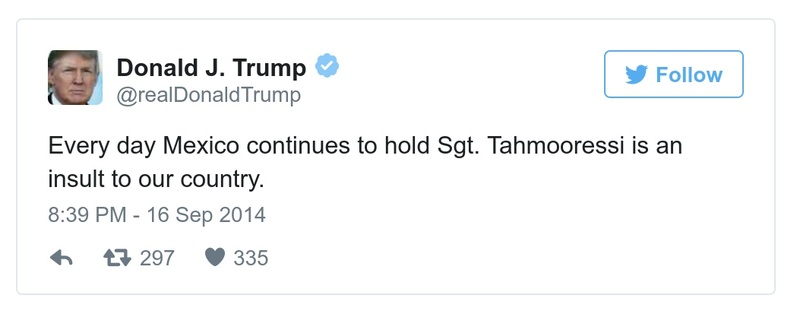 Donald J. Trump
@realDonaldTrump
Follow
Every day Mexico continues to hold Sgt. Tahmooressi is an
insult to our country.
8:39 PM - 16 Sep 2014
297 335